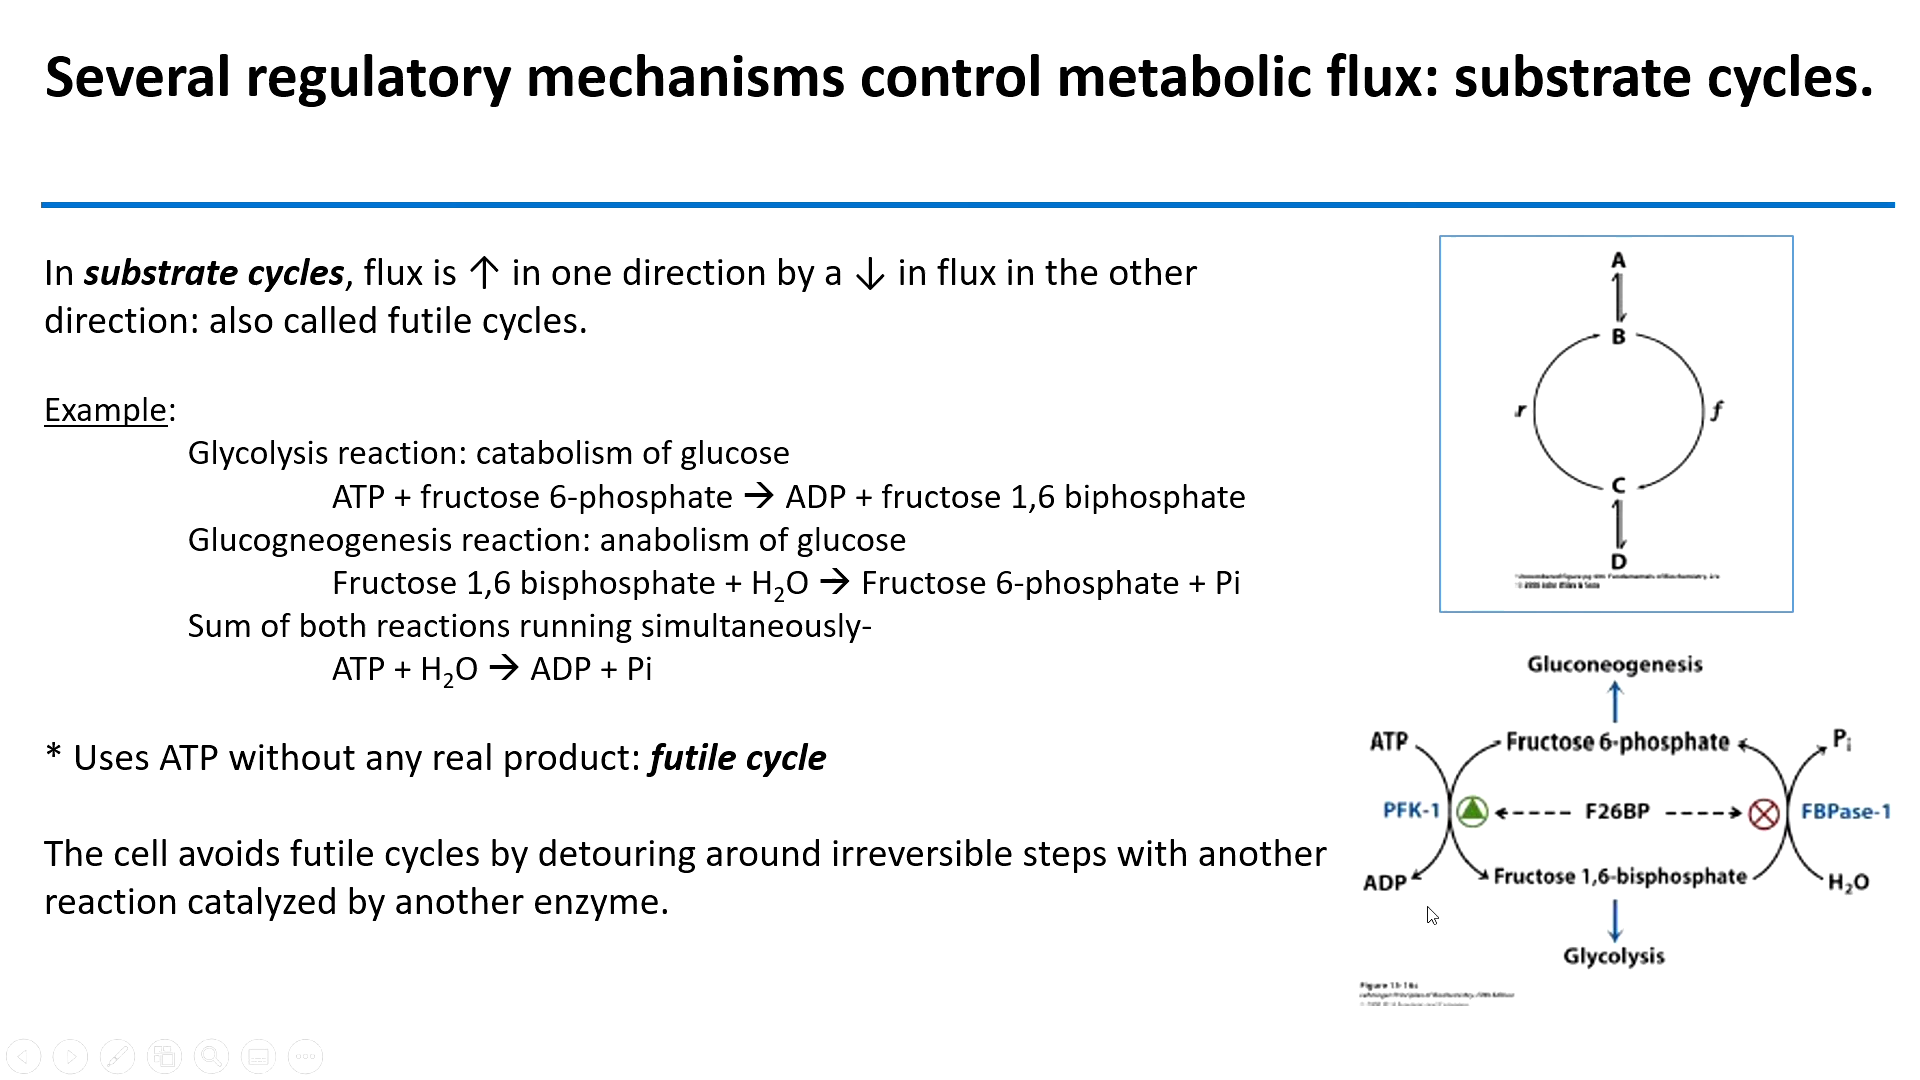 Several regulatory mechanisms control metabolic flux: substrate cycles.
In substrate cycles, flux is ↑ in one direction by a ↓ in flux in the other
direction: also called futile cycles.
Example:
Glycolysis reaction: catabolism of glucose
ATP + fructose 6-phosphate → ADP + fructose 1,6 biphosphate
Glucogneogenesis reaction: anabolism of glucose
Fructose 1,6 bisphosphate + H₂O → Fructose 6-phosphate + Pi
Sum of both reactions running simultaneously-
ATP + H₂O → ADP + Pi
* Uses ATP without any real product: futile cycle
The cell avoids futile cycles by detouring around irreversible steps with another
reaction catalyzed by another enzyme.
A
B
r
f
C
D
Gluconeogenesis
ATP
Fructose 6-phosphate
Pi
PFK-1
F26BP
FBPase-1
ADP
Fructose 1,6-bisphosphate
H₂O
Glycolysis